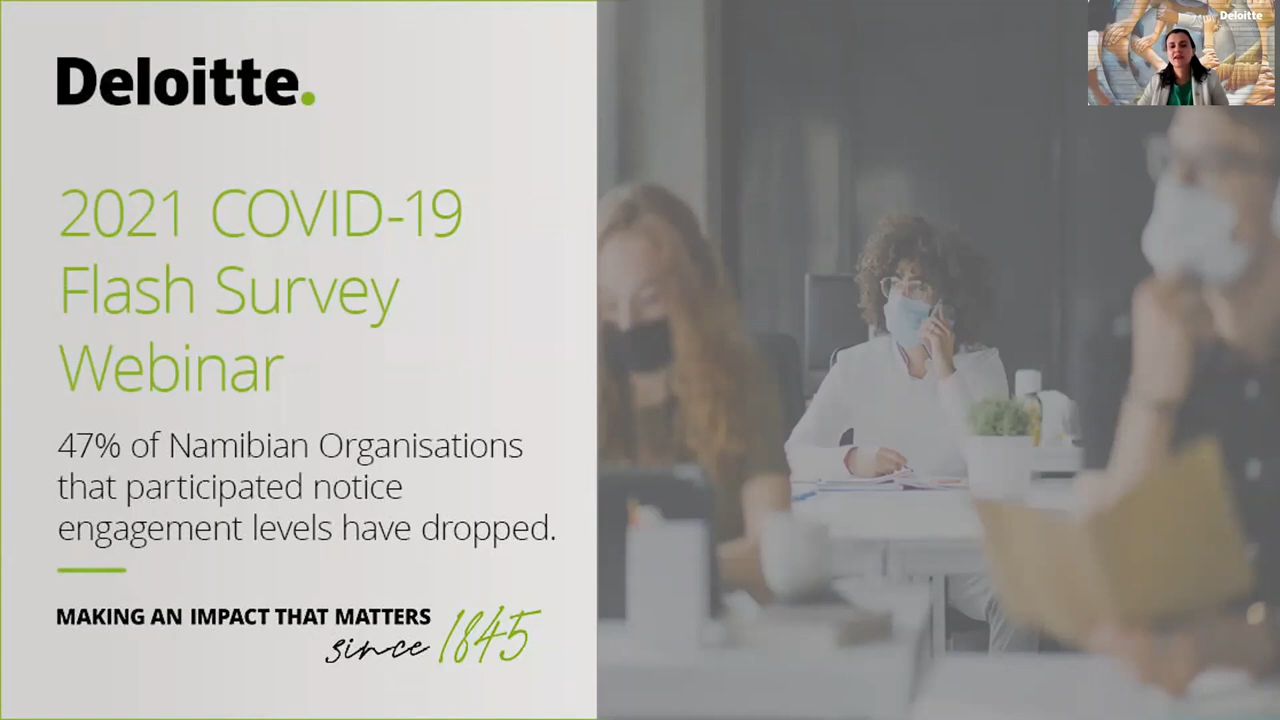 Deloitte.
Deloitte
2021 COVID-19
Flash Survey
Webinar
47% of Namibian Organisations
that participated notice
engagement levels have dropped.
MAKING AN IMPACT THAT MATTERS
since 1845